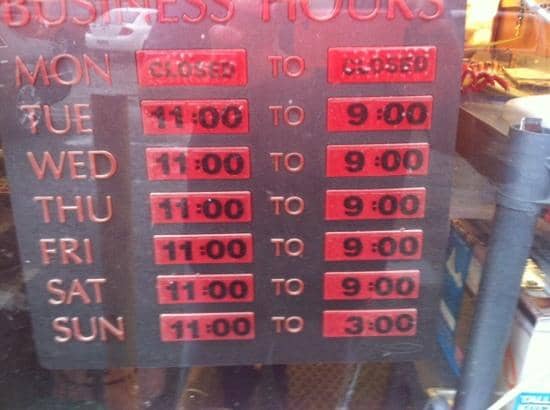 BUSINESS HOURS
MON CLOSED TO CLOSED
TUE 11:00 TO 9:00
WED 11:00 TO 9:00
THU 11:00 TO 9:00
FRI 11:00 TO 9:00
SAT 11:00 TO 9:00
SUN 11:00 TO 3:00